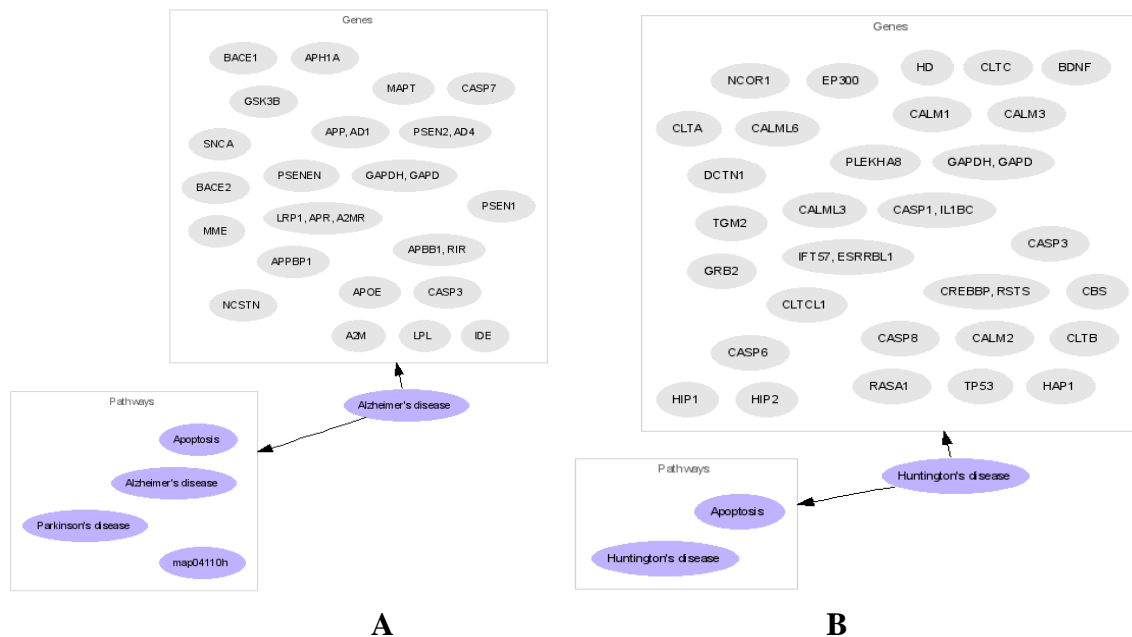 Genes
BACE1
APH1A
MAPT
CASP7
GSK3B
APP, AD1
PSEN2, AD4
SNCA
PSENEN
GAPDH, GAPD
BACE2
PSEN1
LRP1, APR, A2MR
MME
APBB1, RIR
APPBP1
APOE
CASP3
NCSTN
A2M
LPL
IDE
Alzheimer's disease
Pathways
Apoptosis
Alzheimer's disease
Parkinson's disease
map04110h
A
Genes
NCOR1
EP300
HD
CLTC
BDNF
CALM1
CALM3
CLTA
CALML6
PLEKHA8
GAPDH, GAPD
DCTN1
CALML3
CASP1, IL1BC
TGM2
CASP3
IFT57, ESRRBL1
GRB2
CREBBP, RSTS
CBS
CLTCL1
CASP8
CALM2
CLTB
CASP6
RASA1
TP53
HAP1
HIP1
HIP2
Huntington's disease
Pathways
Apoptosis
Huntington's disease
B